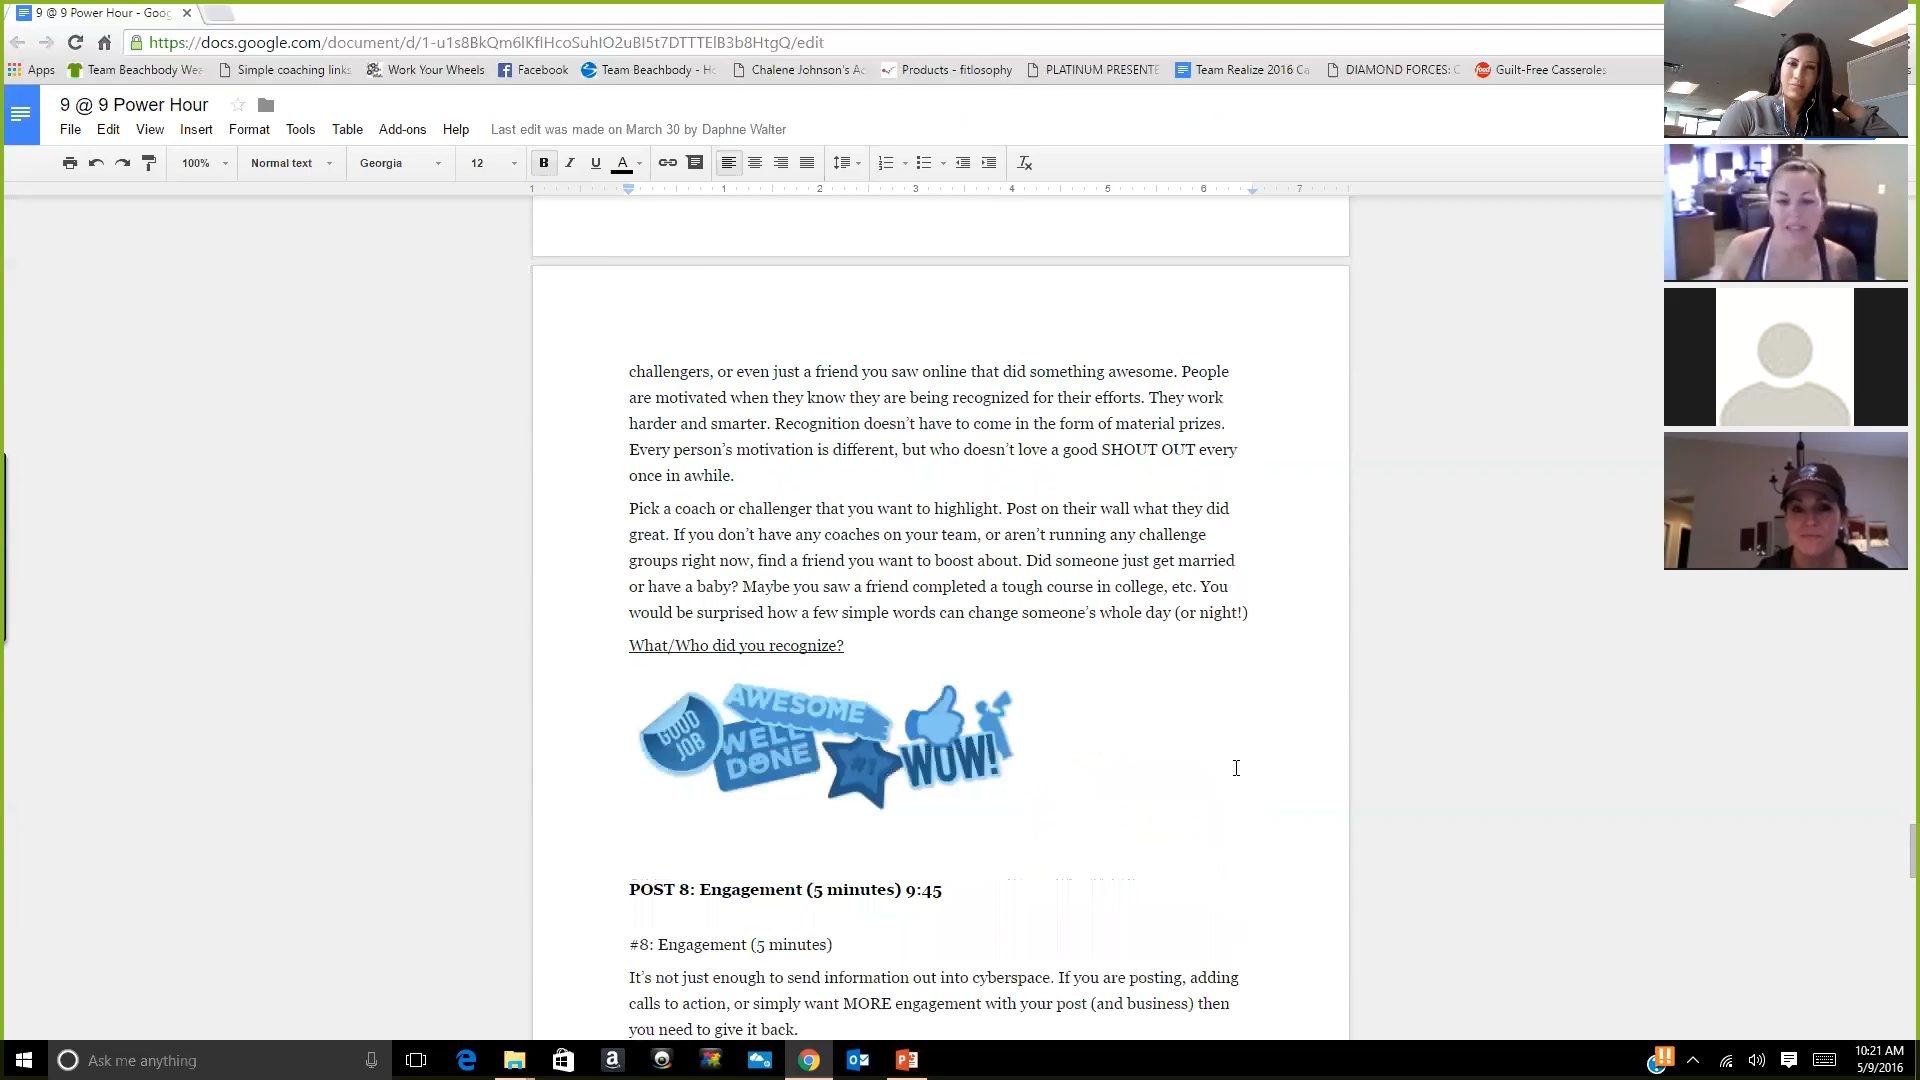 9 @ 9 Power Hour - Goog
https://docs.google.com/document/d/1-u1s8BkQm6lKfIHcoSuhIO2uBI5t7DTTTElB3b8HtgQ/edit
Apps Team Beachbody We Simple coaching links Work Your Wheels Facebook Team Beachbody - Ho Chalene Johnson's Ac Products - fitlosophy PLATINUM PRESENTE Team Realize 2016 Ca DIAMOND FORCES: C Guilt-Free Casseroles
9 @ 9 Power Hour
File Edit View Insert Format Tools Table Add-ons Help Last edit was made on March 30 by Daphne Walter
100% Normal text Georgia 12 B I U A
1 1 2 3 4 5 6 7
challengers, or even just a friend you saw online that did something awesome. People
are motivated when they know they are being recognized for their efforts. They work
harder and smarter. Recognition doesn't have to come in the form of material prizes.
Every person's motivation is different, but who doesn't love a good SHOUT OUT every
once in awhile.
Pick a coach or challenger that you want to highlight. Post on their wall what they did
great. If you don't have any coaches on your team, or aren't running any challenge
groups right now, find a friend you want to boost about. Did someone just get married
or have a baby? Maybe you saw a friend completed a tough course in college, etc. You
would be surprised how a few simple words can change someone's whole day (or night!)
What/Who did you recognize?
GOOD JOB
AWESOME
WELL DONE
#1
WOW!
POST 8: Engagement (5 minutes) 9:45
#8: Engagement (5 minutes)
It's not just enough to send information out into cyberspace. If you are posting, adding
calls to action, or simply want MORE engagement with your post (and business) then
you need to give it back.
Ask me anything
10:21 AM
5/9/2016